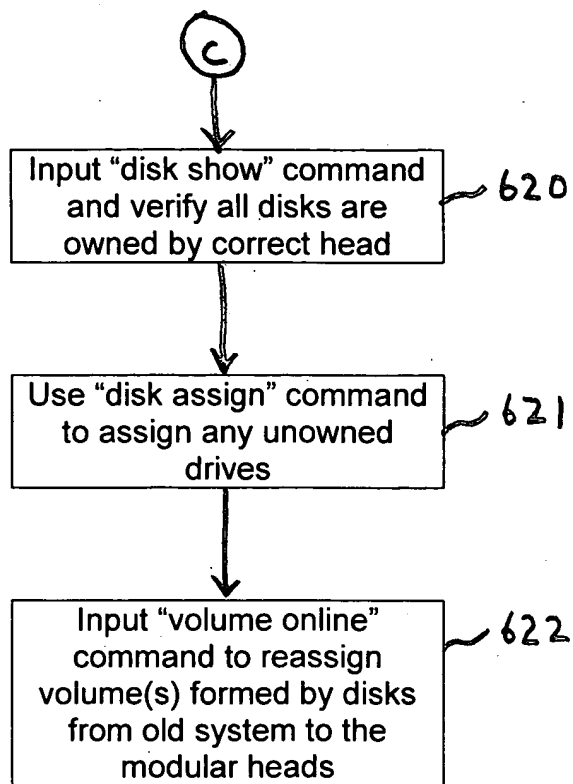 C
Input “disk show” command
and verify all disks are
owned by correct head
620
Use “disk assign” command
to assign any unowned
drives
621
Input “volume online”
command to reassign
volume(s) formed by disks
from old system to the
modular heads
622